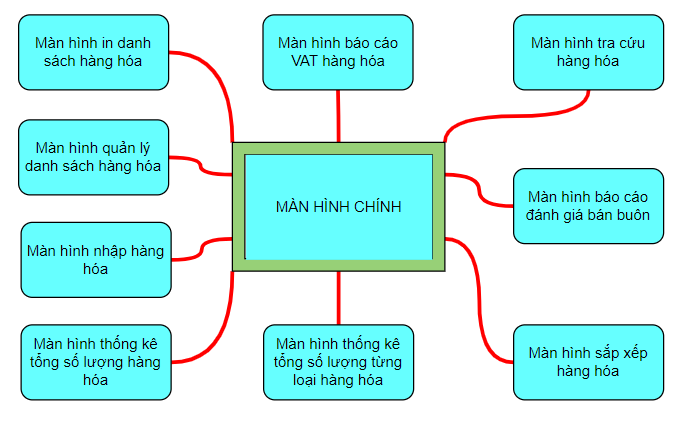 Màn hình in danh
sách hàng hóa
Màn hình báo cáo
VAT hàng hóa
Màn hình tra cứu
hàng hóa
Màn hình quản lý
danh sách hàng hóa
MÀN HÌNH CHÍNH
Màn hình báo cáo
đánh giá bán buôn
Màn hình nhập hàng
hóa
Màn hình thống kê
tổng số lượng hàng
hóa
Màn hình thống kê
tổng số lượng từng
loại hàng hóa
Màn hình sắp xếp
hàng hóa